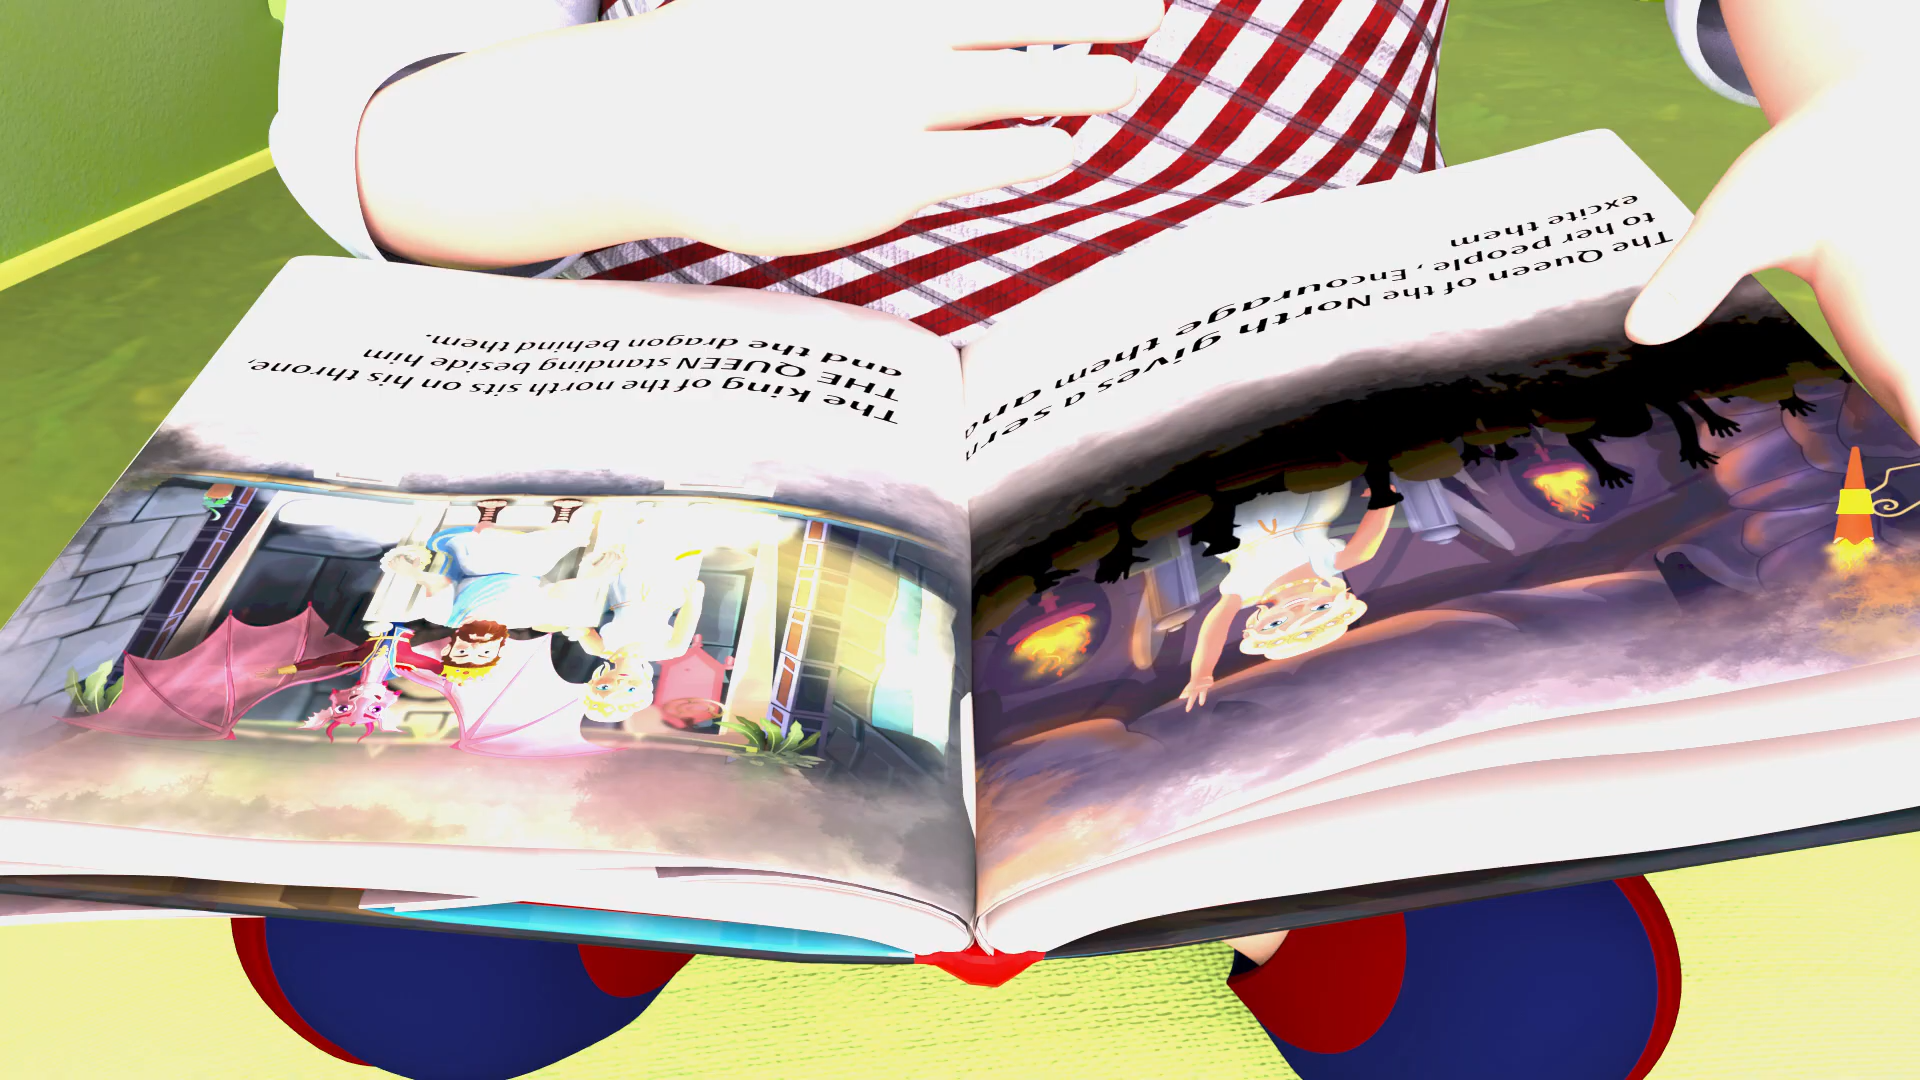 The Queen of the North gives a
to her people , Encourage them and
excite them
The king of the north sits on his throne,
THE QUEEN standing beside him
and the dragon behind them.